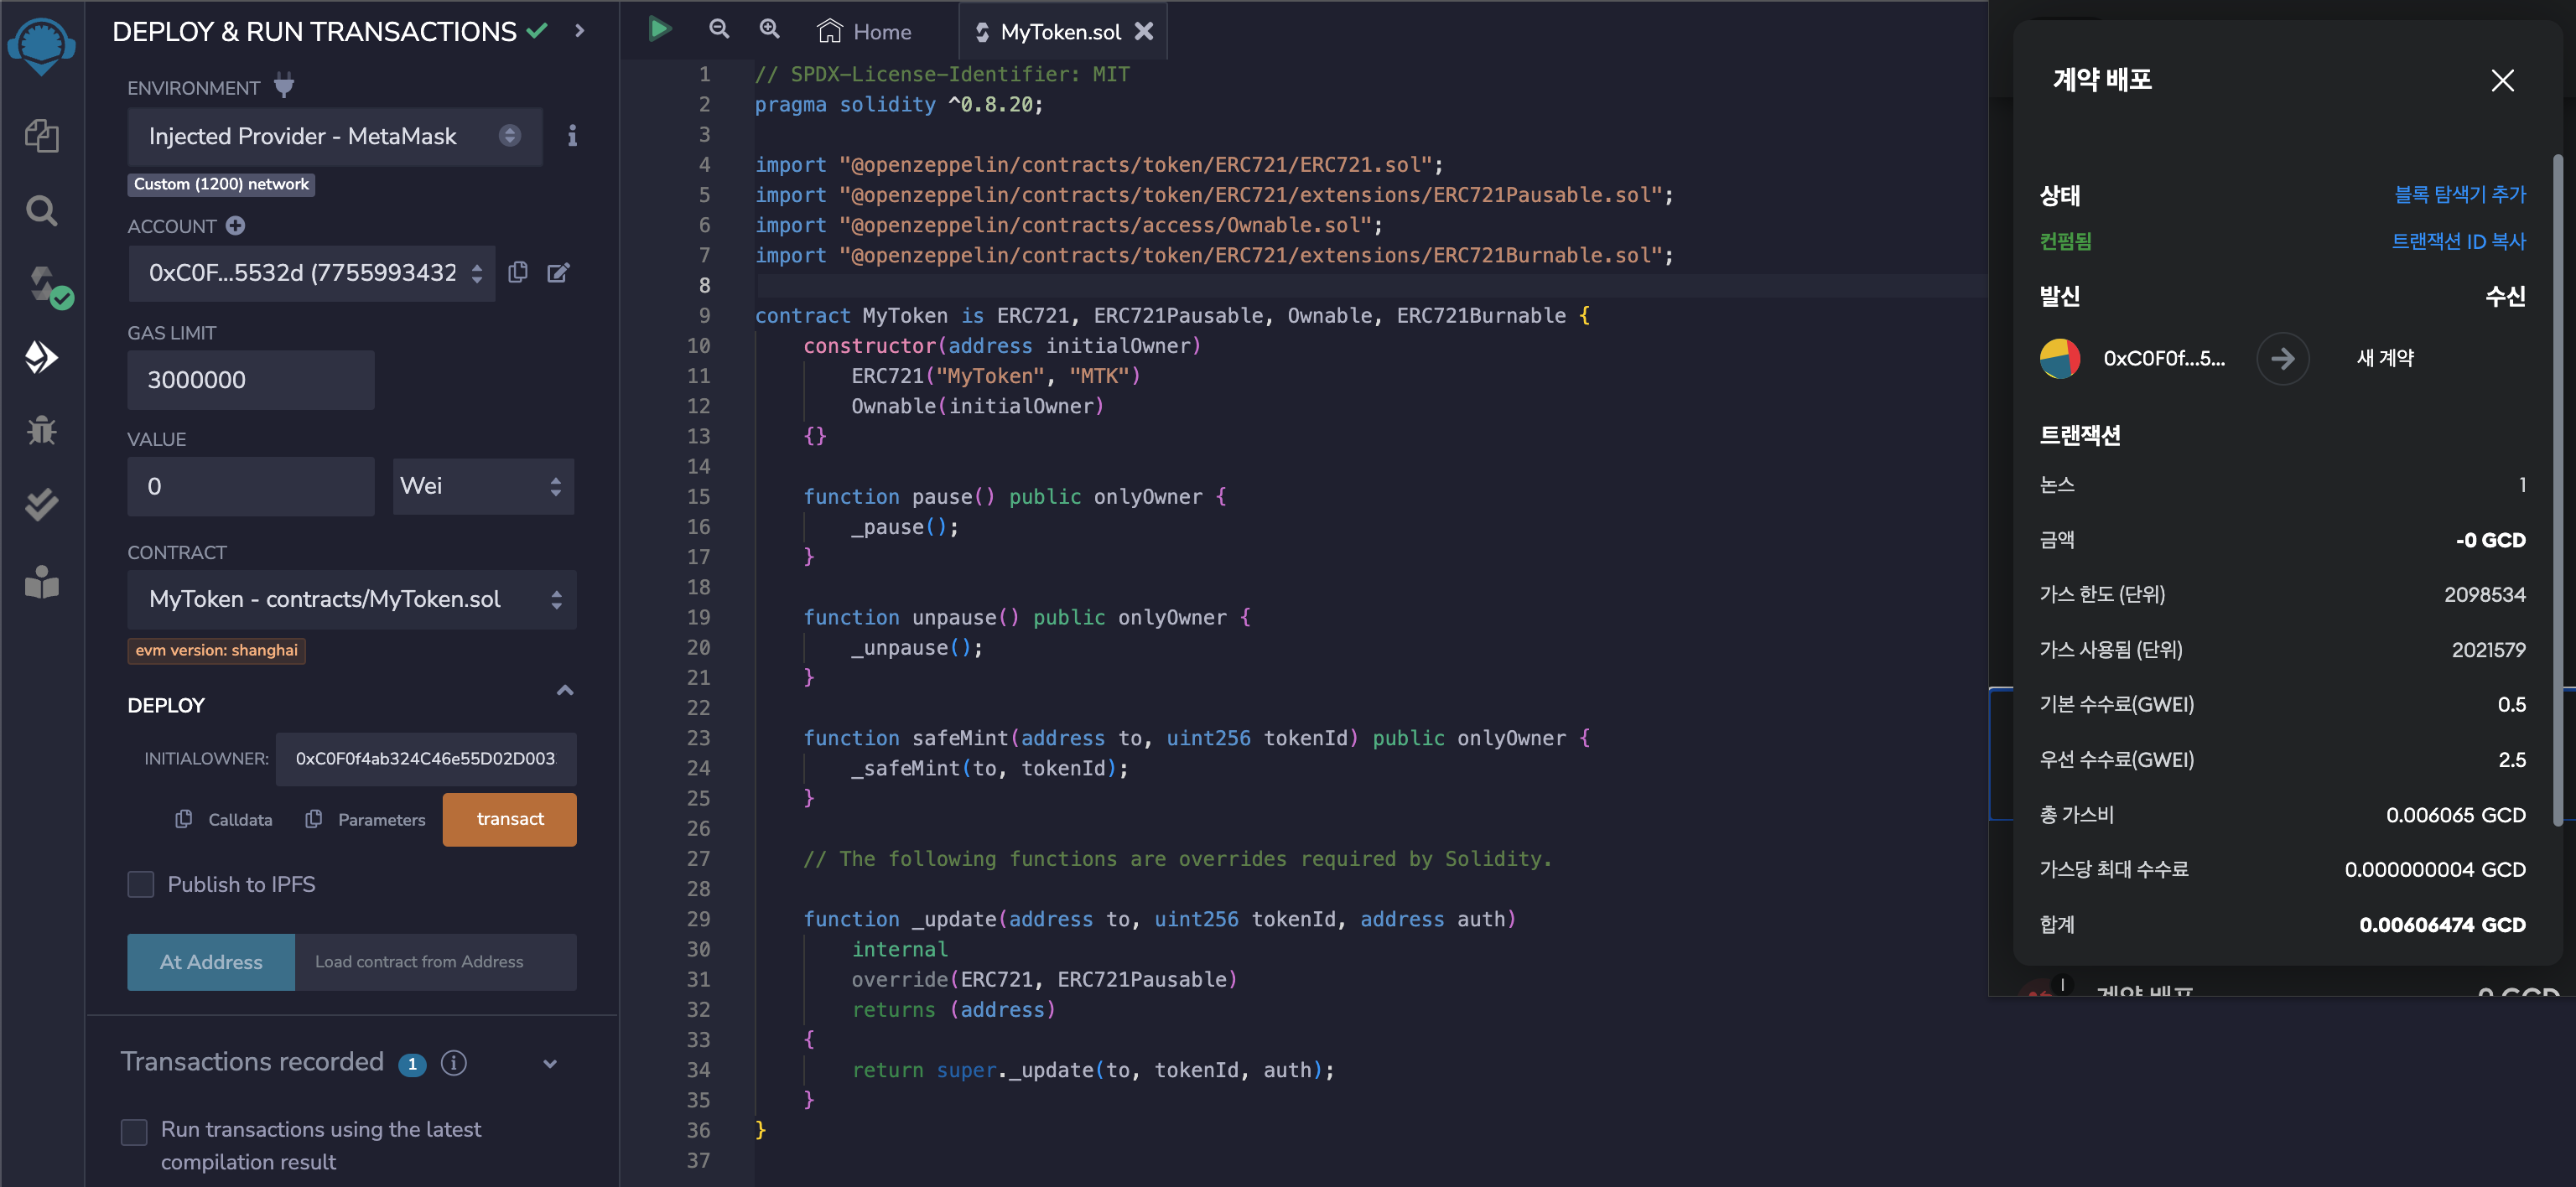 DEPLOY & RUN TRANSACTIONS
ENVIRONMENT
Injected Provider - MetaMask
Custom (1200) network
ACCOUNT
0xC0F...5532d (7755993432
GAS LIMIT
3000000
VALUE
0
Wei
CONTRACT
MyToken - contracts/MyToken.sol
evm version: shanghai
DEPLOY
INITIALOWNER:
0xC0F0f4ab324C46e55D02D003
Calldata
Parameters
transact
Publish to IPFS
At Address
Load contract from Address
Transactions recorded 1
Run transactions using the latest
compilation result
Home
MyToken.sol
1 // SPDX-License-Identifier: MIT
2 pragma solidity ^0.8.20;
3
4 import "@openzeppelin/contracts/token/ERC721/ERC721.sol";
5 import "@openzeppelin/contracts/token/ERC721/extensions/ERC721Pausable.sol";
6 import "@openzeppelin/contracts/access/Ownable.sol";
7 import "@openzeppelin/contracts/token/ERC721/extensions/ERC721Burnable.sol";
8
9 contract MyToken is ERC721, ERC721Pausable, Ownable, ERC721Burnable {
10 constructor(address initialOwner)
11 ERC721("MyToken", "MTK")
12 Ownable(initialOwner)
13 {}
14
15 function pause() public onlyOwner {
16 _pause();
17 }
18
19 function unpause() public onlyOwner {
20 _unpause();
21 }
22
23 function safeMint(address to, uint256 tokenId) public onlyOwner {
24 _safeMint(to, tokenId);
25 }
26
27 // The following functions are overrides required by Solidity.
28
29 function _update(address to, uint256 tokenId, address auth)
30 internal
31 override(ERC721, ERC721Pausable)
32 returns (address)
33 {
34 return super._update(to, tokenId, auth);
35 }
36 }
37
계약 배포
상태
블록 탐색기 추가
컨펌됨
트랜잭션 ID 복사
발신
수신
0xC0F0f...5...
새 계약
트랜잭션
논스 1
금액 -0 GCD
가스 한도 (단위) 2098534
가스 사용됨 (단위) 2021579
기본 수수료(GWEI) 0.5
우선 수수료(GWEI) 2.5
총 가스비 0.006065 GCD
가스당 최대 수수료 0.000000004 GCD
합계 0.00606474 GCD
계약 배포